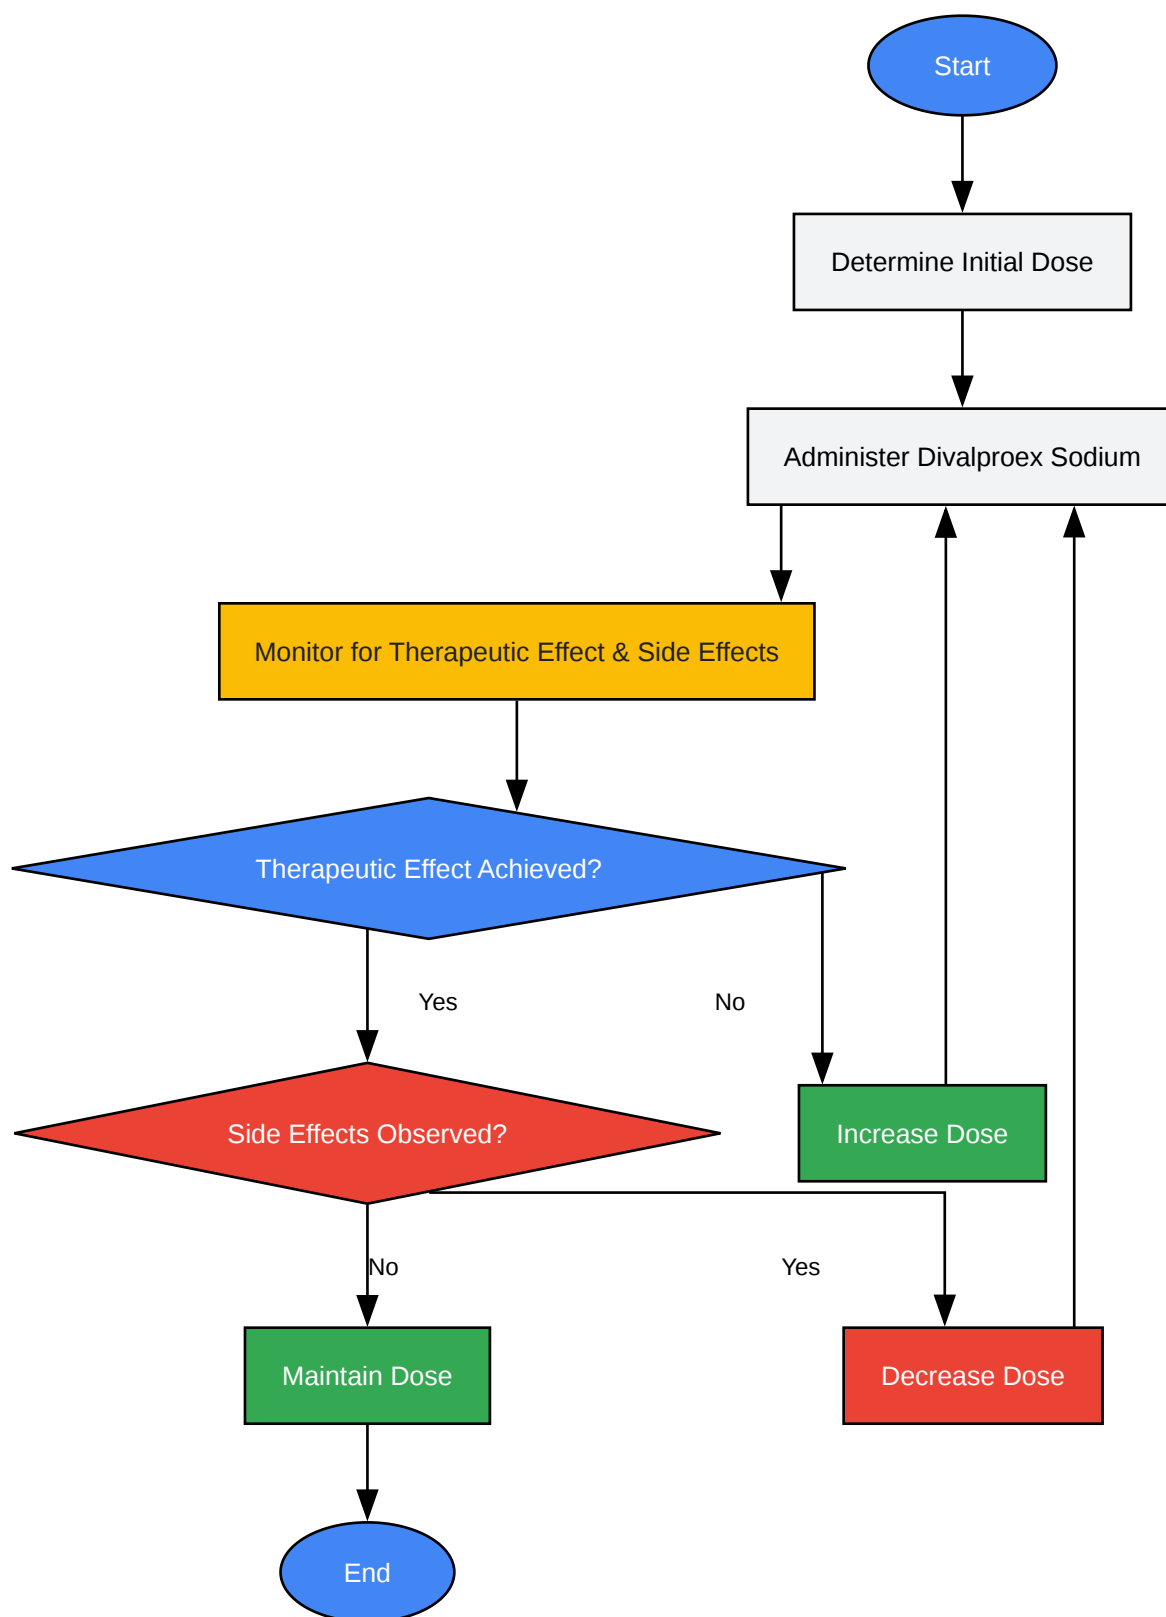 Start
Determine Initial Dose
Administer Divalproex Sodium
Monitor for Therapeutic Effect & Side Effects
Therapeutic Effect Achieved?
Yes
No
Side Effects Observed?
Increase Dose
No
Yes
Maintain Dose
Decrease Dose
End